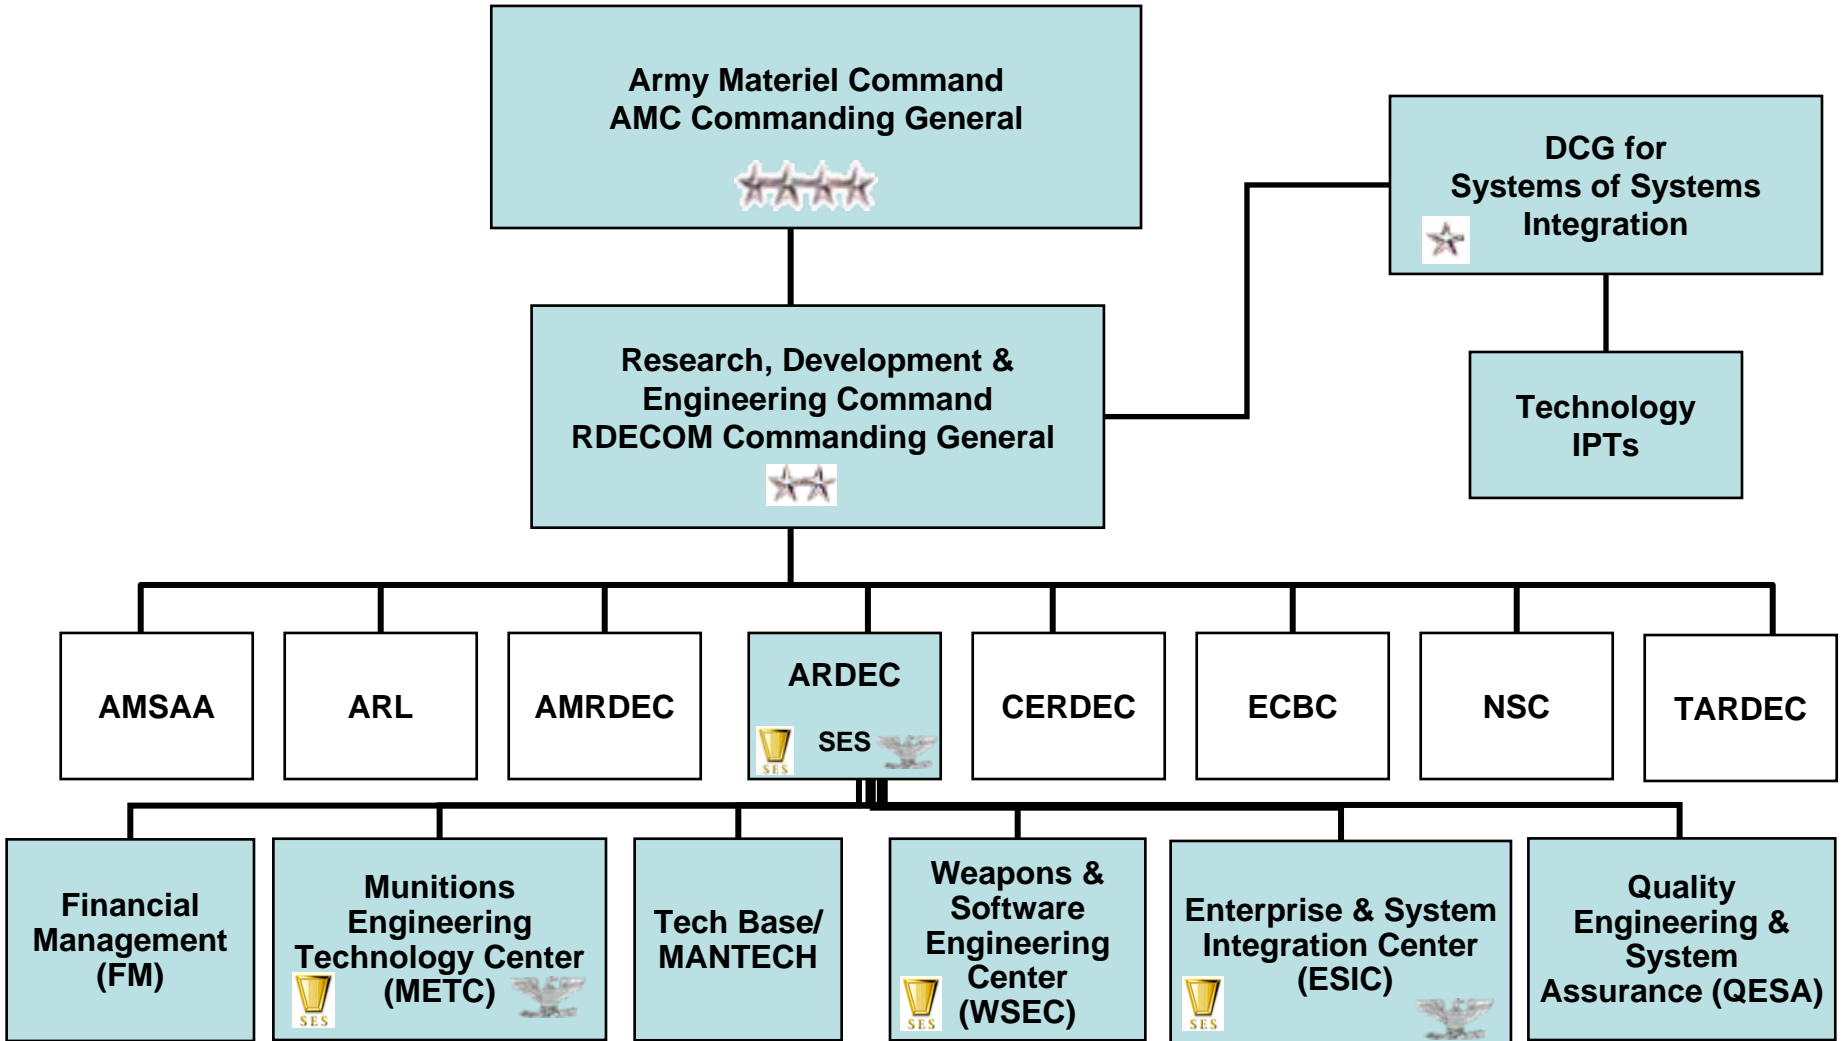 Army Materiel Command
AMC Commanding General
DCG for
Systems of Systems
Integration
Research, Development &
Engineering Command
RDECOM Commanding General
Technology
IPTs
AMSAA
ARL
AMRDEC
ARDEC
SES
SES
CERDEC
ECBC
NSC
TARDEC
Financial
Management
(FM)
Munitions
Engineering
Technology Center
(METC)
SES
Tech Base/
MANTECH
Weapons &
Software
Engineering
Center
(WSEC)
SES
Enterprise & System
Integration Center
(ESIC)
SES
Quality
Engineering &
System
Assurance (QESA)